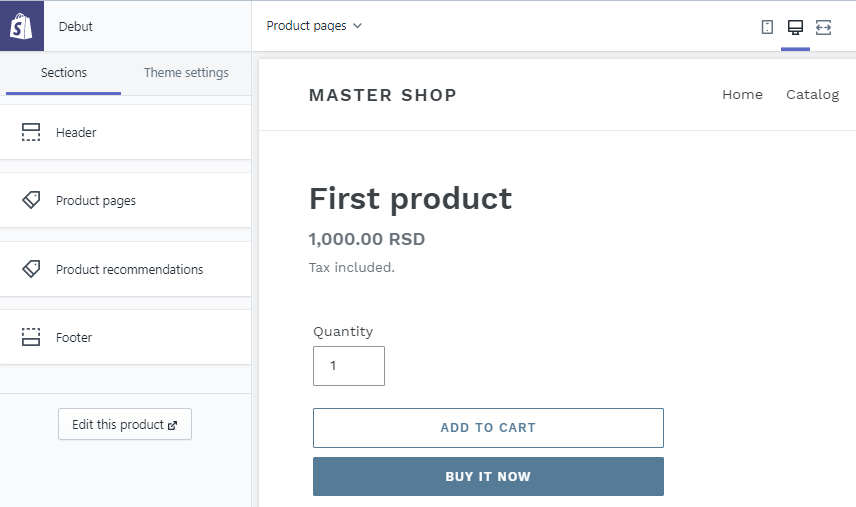 Debut
Product pages
Sections
Theme settings
Header
Product pages
Product recommendations
Footer
Edit this product
MASTER SHOP
Home
Catalog
First product
1,000.00 RSD
Tax included.
Quantity
1
ADD TO CART
BUY IT NOW